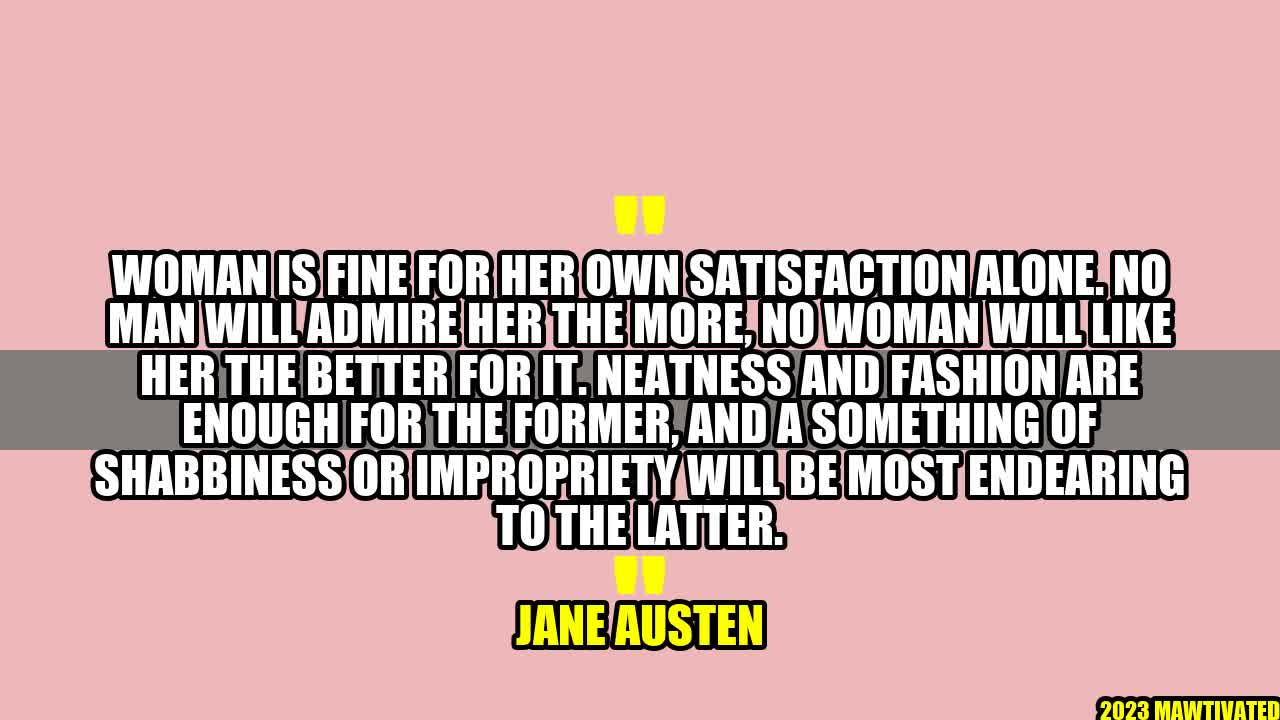 "
WOMAN IS FINE FOR HER OWN SATISFACTION ALONE. NO
MAN WILL ADMIRE HER THE MORE, NO WOMAN WILL LIKE
HER THE BETTER FOR IT. NEATNESS AND FASHION ARE
ENOUGH FOR THE FORMER, AND A SOMETHING OF
SHABBINESS OR IMPROPRIETY WILL BE MOST ENDEARING
TO THE LATTER.
"
JANE AUSTEN
2023 MAWTIVATED